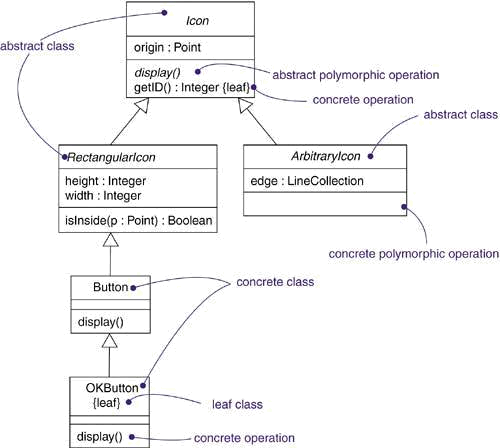 Icon
abstract class
origin : Point
display()
abstract polymorphic operation
getID() : Integer {leaf}
concrete operation
abstract class
RectangularIcon
ArbitraryIcon
height : Integer
width : Integer
edge : LineCollection
isInside(p : Point) : Boolean
concrete polymorphic operation
Button
concrete class
display()
OKButton
{leaf}
leaf class
display()
concrete operation